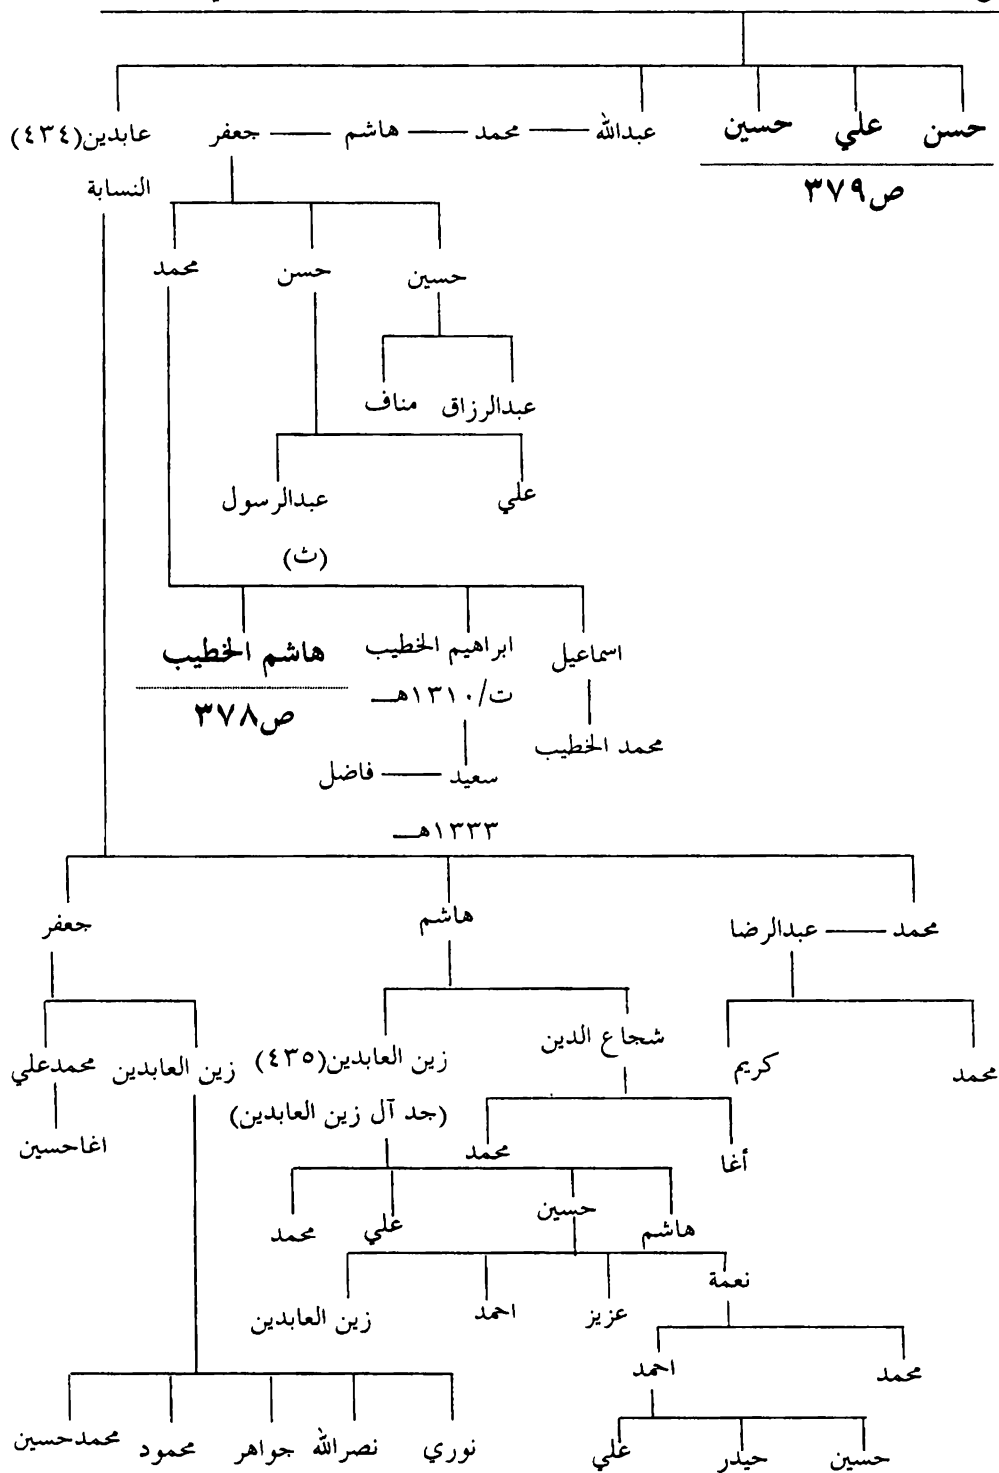 حسن علي حسين عبدالله — محمد — هاشم — جعفر عابدين(٤٣٤)
ص٣٧٩ النسابة
حسين حسن محمد
عبدالرزاق مناف
علي عبدالرسول
(ث)
اسماعيل ابراهيم الخطيب هاشم الخطيب
ت/١٣١٠هـ ص٣٧٨
محمد الخطيب
سعيد — فاضل
١٣٣٣هـ
محمد — عبدالرضا هاشم جعفر
محمد كريم شجاع الدين زين العابدين(٤٣٥) زين العابدين محمدعلي
(جد آل زين العابدين)
أغا محمد اغاحسين
هاشم حسين علي محمد
نعمة عزيز احمد زين العابدين
محمد احمد
حسين حيدر علي نوري نصرالله جواهر محمود محمدحسين